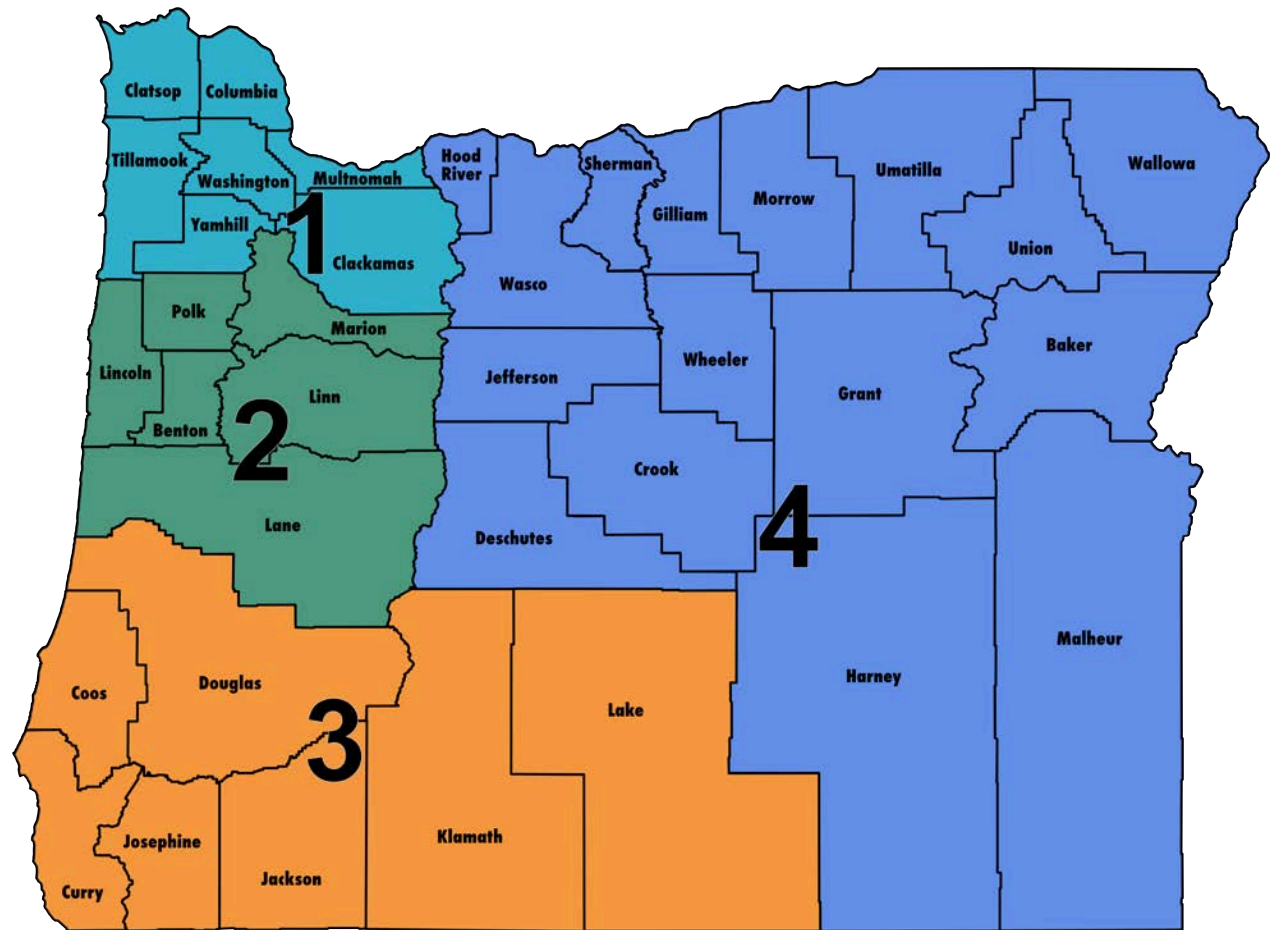 Clatsop
Columbia
Tillamook
Washington
Multnomah
Yamhill
1
Clackamas
Hood
River
Sherman
Gilliam
Morrow
Umatilla
Wallowa
Union
Wasco
Polk
Marion
Lincoln
Linn
Benton
2
Lane
Jefferson
Wheeler
Grant
Baker
Crook
Deschutes
4
Harney
Malheur
Coos
Douglas
3
Lake
Klamath
Josephine
Jackson
Curry